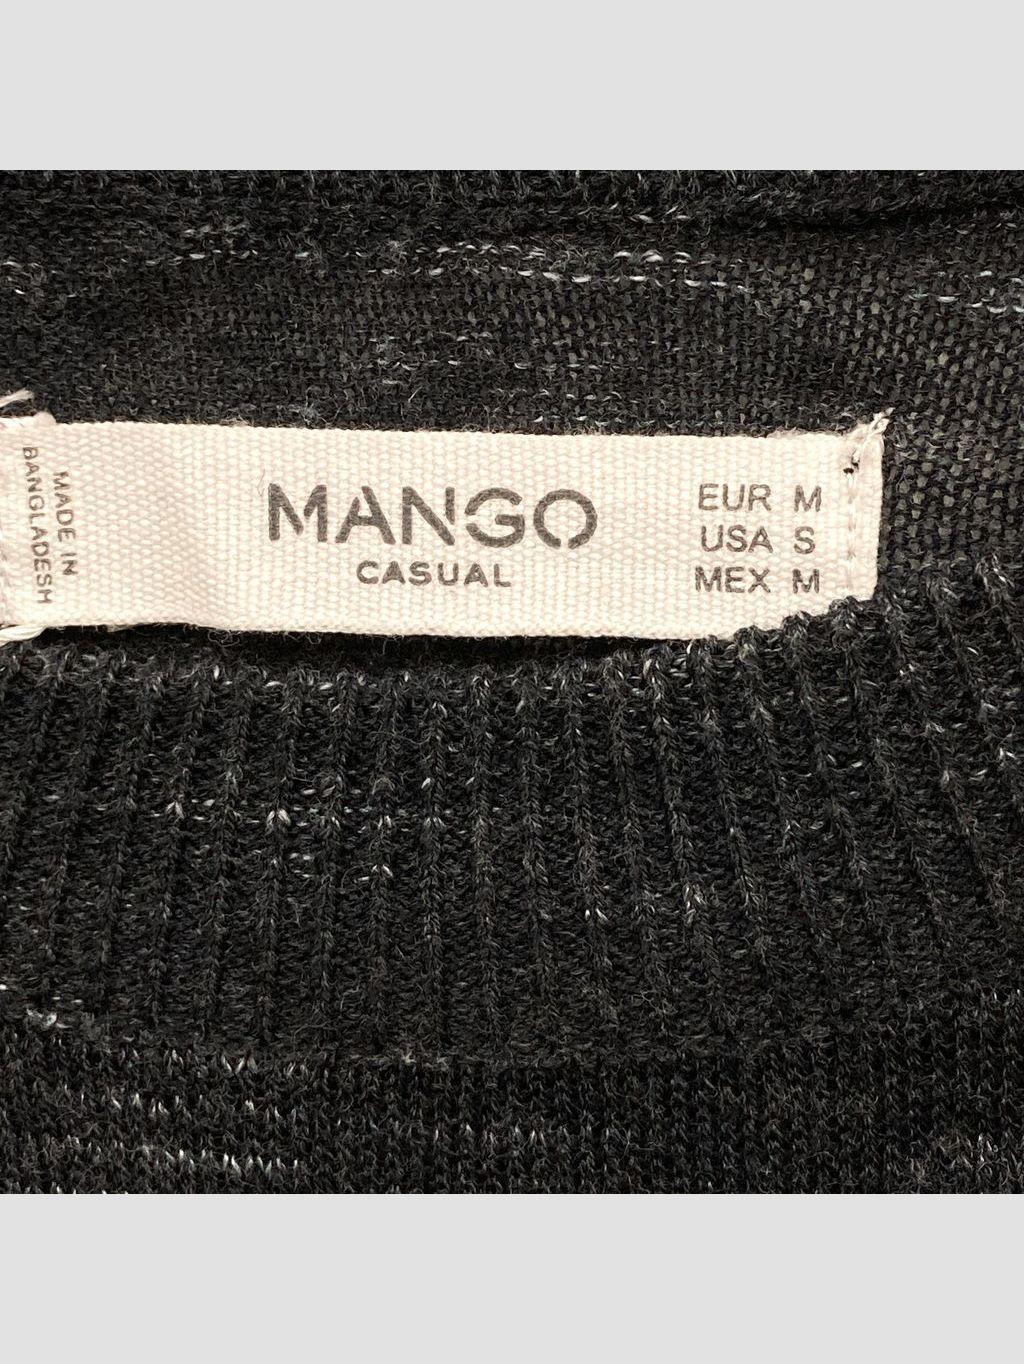 MADE IN
BANGLADESH
MANGO
CASUAL
EUR M
USA S
MEX M